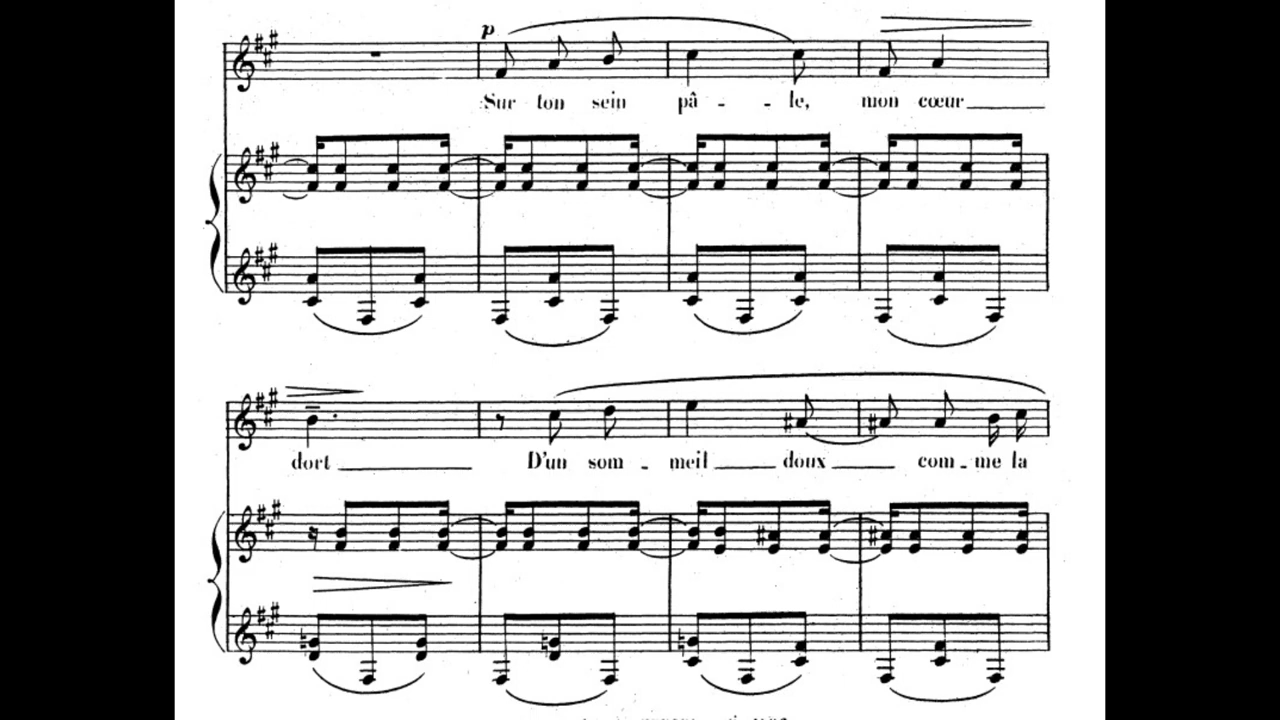 p
Sur ton sein pâ - - le, mon cœur
dort D'un som - meil doux com - me la